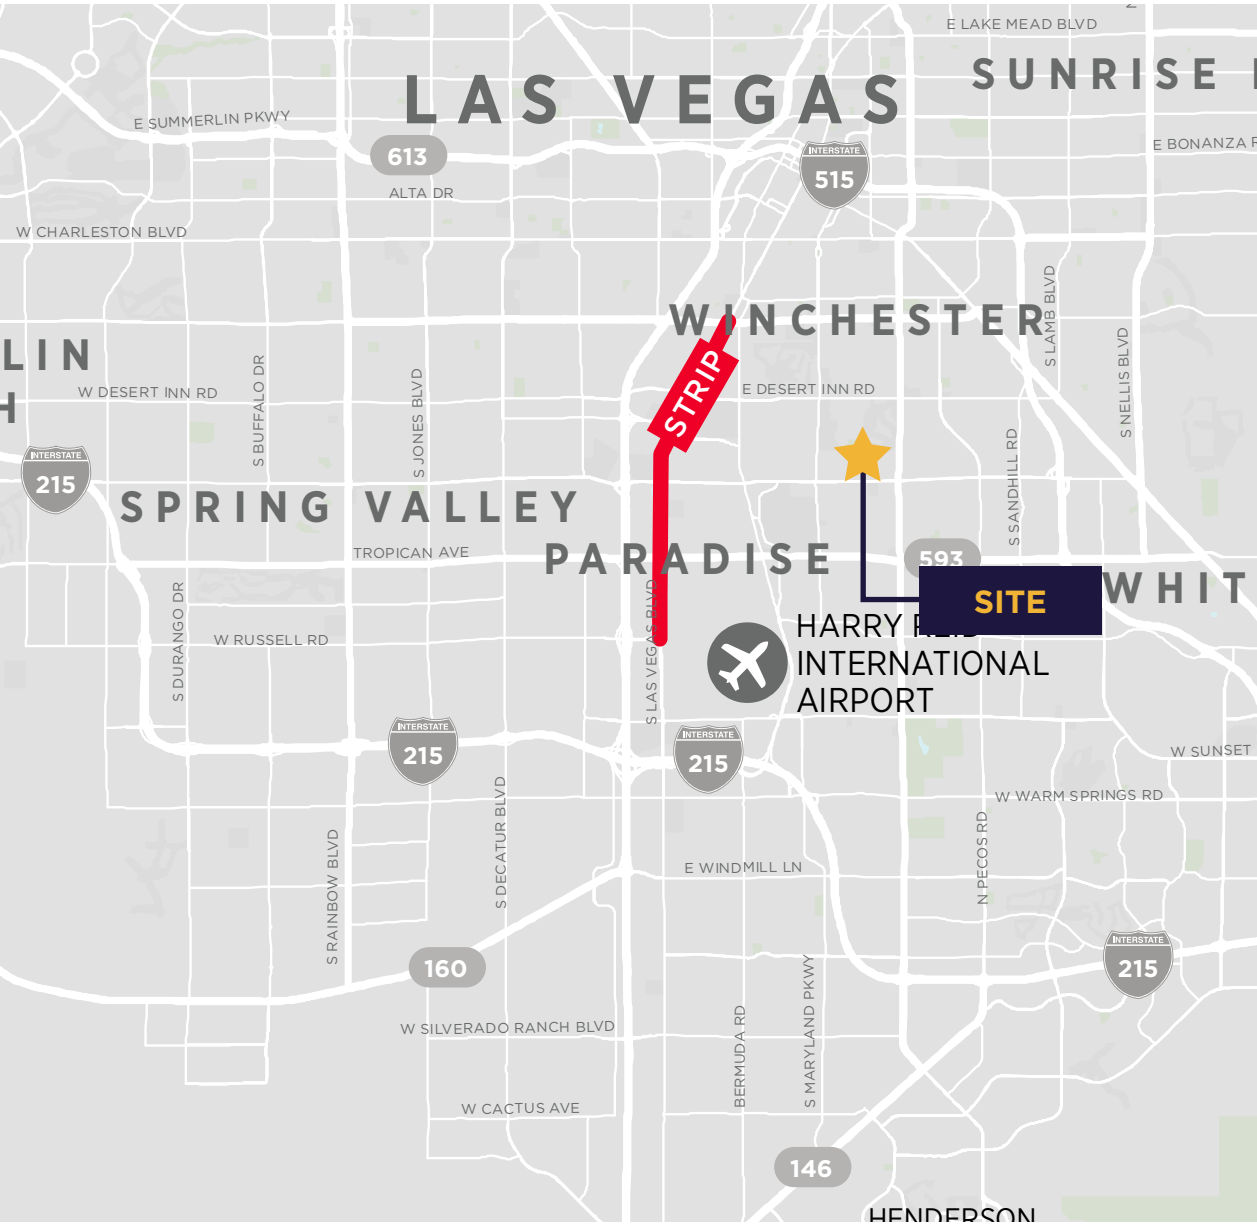 E LAKE MEAD BLVD
SUNRISE
LAS VEGAS
E SUMMERLIN PKWY
613
INTERSTATE
515
E BONANZA R
ALTA DR
W CHARLESTON BLVD
WINCHESTER
S LAMB BLVD
S NELLIS BLVD
LIN
H
W DESERT INN RD
S BUFFALO DR
S JONES BLVD
STRIP
E DESERT INN RD
S SANDHILL RD
INTERSTATE
215
SPRING VALLEY
TROPICAN AVE
PARADISE
593
SITE
WHIT
S DURANGO DR
W RUSSELL RD
S LAS VEGAS BLVD
HARRY REID
INTERNATIONAL
AIRPORT
INTERSTATE
215
INTERSTATE
215
W SUNSET
W WARM SPRINGS RD
S DECATUR BLVD
S RAINBOW BLVD
E WINDMILL LN
N PECOS RD
160
INTERSTATE
215
W SILVERADO RANCH BLVD
BERMUDA RD
S MARYLAND PKWY
W CACTUS AVE
146
HENDERSON